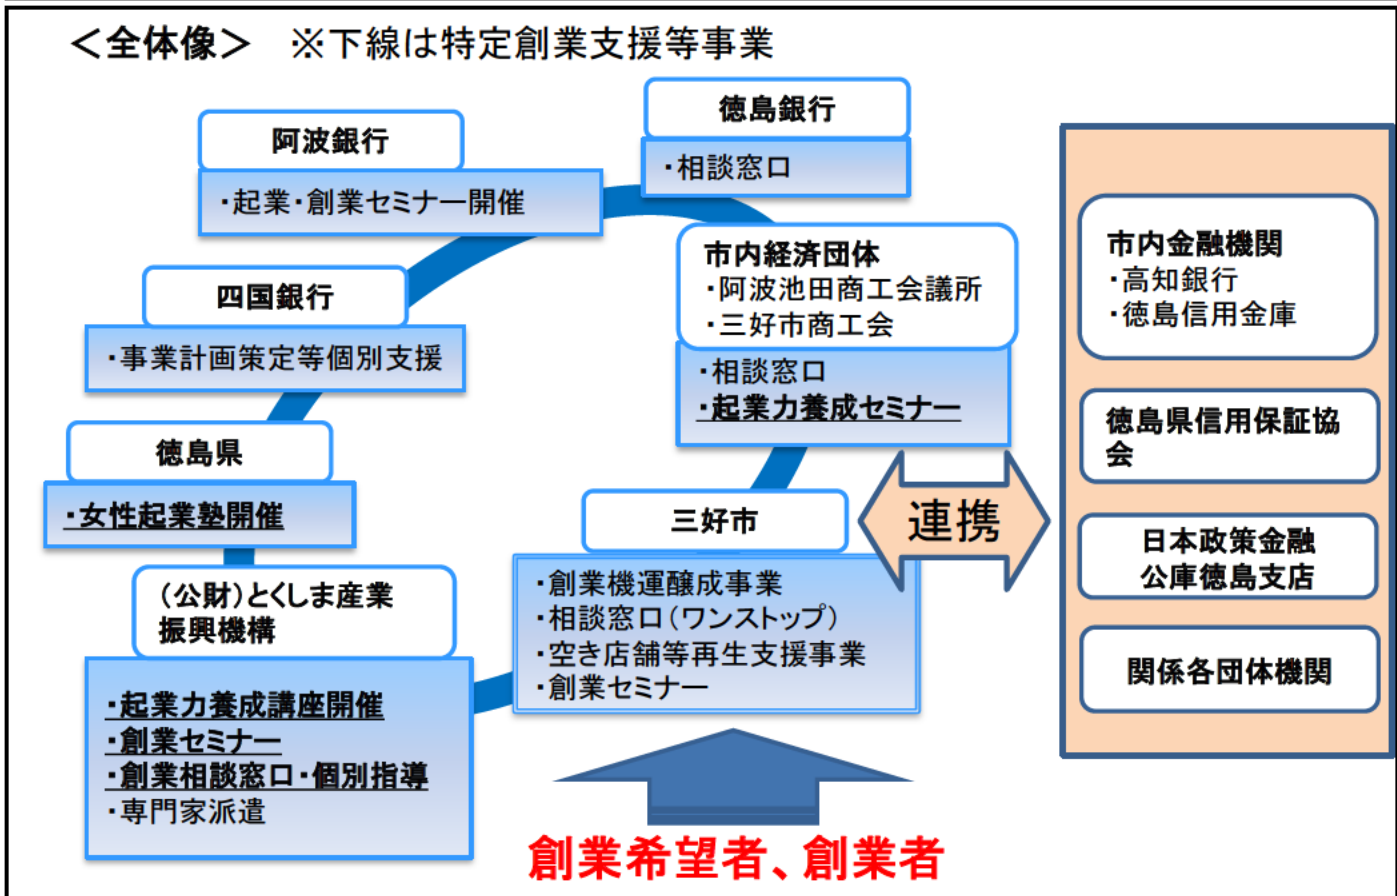 ＜全体像＞　※下線は特定創業支援等事業
徳島銀行
・相談窓口
阿波銀行
・起業・創業セミナー開催
四国銀行
・事業計画策定等個別支援
徳島県
・女性起業塾開催
（公財）とくしま産業
振興機構
・起業力養成講座開催
・創業セミナー
・創業相談窓口・個別指導
・専門家派遣
市内経済団体
・阿波池田商工会議所
・三好市商工会
・相談窓口
・起業力養成セミナー
三好市
・創業機運醸成事業
・相談窓口（ワンストップ）
・空き店舗等再生支援事業
・創業セミナー
連携
市内金融機関
・高知銀行
・徳島信用金庫
徳島県信用保証協
会
日本政策金融
公庫徳島支店
関係各団体機関
創業希望者、創業者